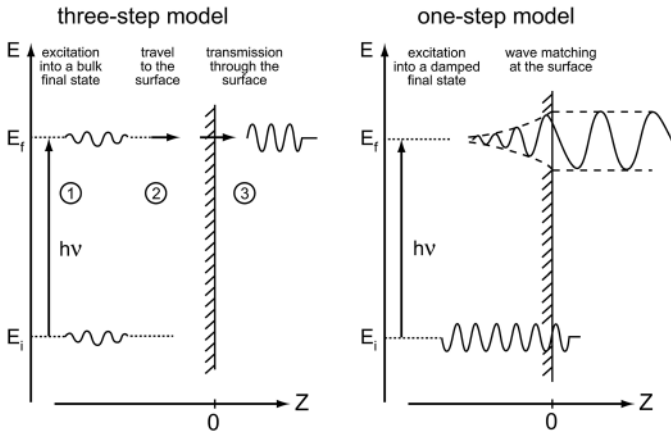 three-step model
E
excitation
into a bulk
final state
travel
to the
surface
transmission
through the
surface
E_f
①
②
③
hν
E_i
0
Z
one-step model
E
excitation
into a damped
final state
wave matching
at the surface
E_f
hν
E_i
0
Z